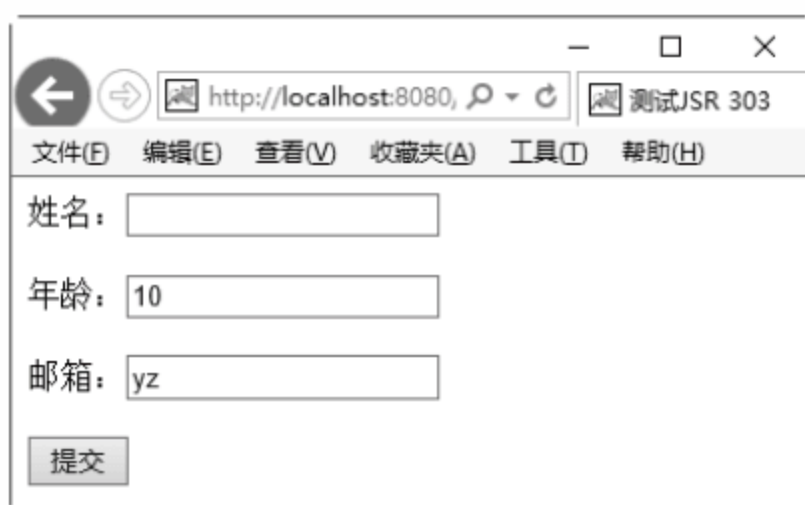 http://localhost:8080, 测试JSR 303
文件(F) 编辑(E) 查看(V) 收藏夹(A) 工具(T) 帮助(H)
姓名：
年龄：10
邮箱：yz
提交